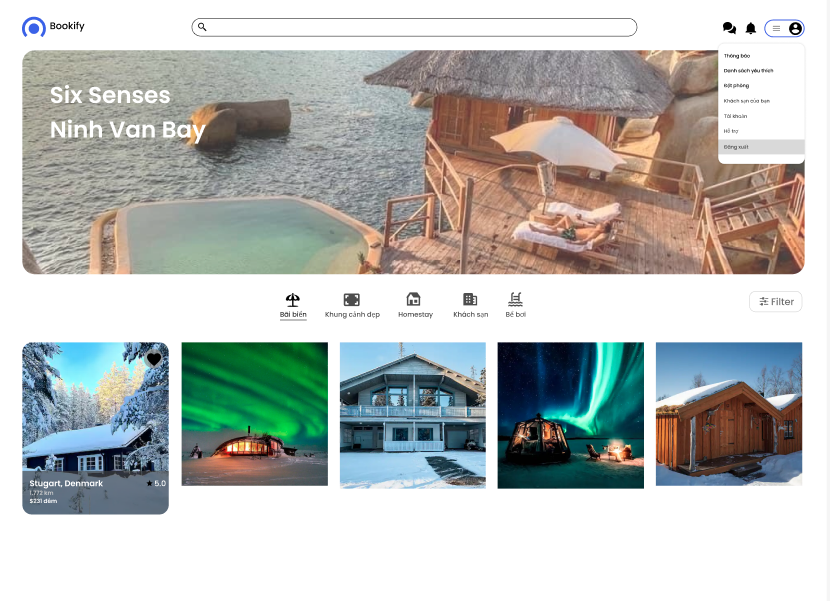 Bookify
Thông báo
Danh sách yêu thích
Đặt phòng
Khách sạn của bạn
Tài khoản
Hỗ trợ
Đăng xuất
Six Senses
Ninh Van Bay
Bãi biển
Khung cảnh đẹp
Homestay
Khách sạn
Bể bơi
Filter
Stugart, Denmark
5.0
1,772 km
$231 đêm